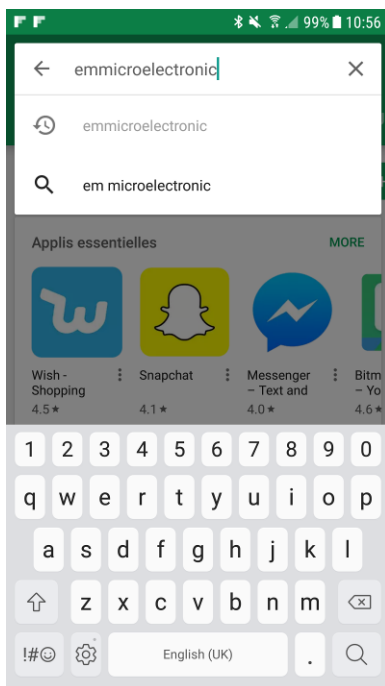 99% 10:56
emmicroelectronic
emmicroelectronic
em microelectronic
Applis essentielles MORE
Wish - Shopping
4.5★
Snapchat
4.1★
Messenger – Text and
4.0★
Bitm – Yo
4.6★
1 2 3 4 5 6 7 8 9 0
q w e r t y u i o p
a s d f g h j k l
z x c v b n m
!#☺ English (UK) .